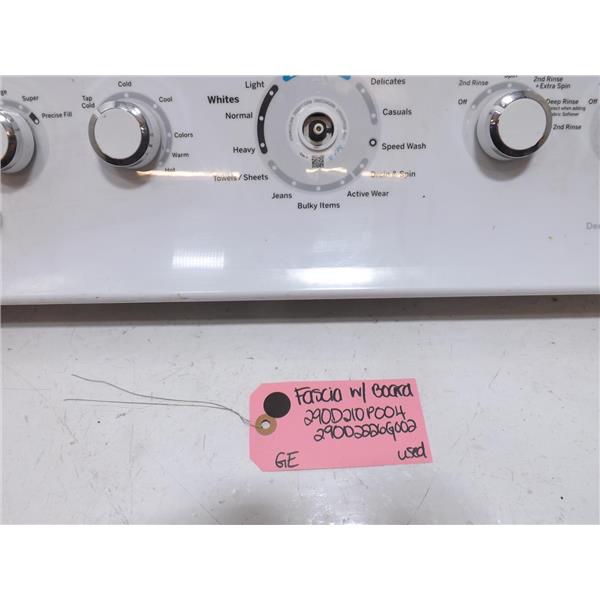 Super
Precise Fill
Tap
Cold
Cold
Cool
Colors
Warm
Hot
Light
Whites
Normal
Heavy
Towels / Sheets
Jeans
Bulky Items
Active Wear
Drain & Spin
Speed Wash
Casuals
Delicates
Off
2nd Rinse
Spin
2nd Rinse
+ Extra Spin
Deep Rinse
2nd Rinse
Off
Fascia w/ Board
290D210P004
290D2226G002
GE
used